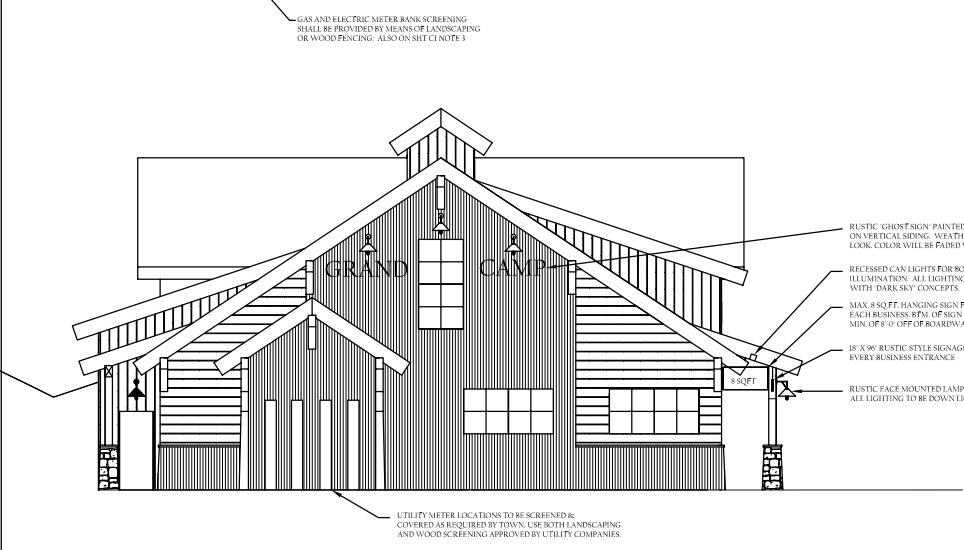 GAS AND ELECTRIC METER BANK SCREENING
SHALL BE PROVIDED BY MEANS OF LANDSCAPING
OR WOOD FENCING: ALSO ON SHT C1 NOTE 3
RUSTIC 'GHOST SIGN' PAINTED
ON VERTICAL SIDING. WEATH
LOOK. COLOR WILL BE FADED
GRAND CAMP
RECESSED CAN LIGHTS FOR BO
ILLUMINATION. ALL LIGHTING
WITH 'DARK SKY' CONCEPTS.
MAX. 8 SQ.FT. HANGING SIGN F
EACH BUSINESS. BTM. OF SIGN
MIN. OF 8'-0" OFF OF BOARDWA
18" X 96" RUSTIC STYLE SIGNAG
EVERY BUSINESS ENTRANCE
8 SQFT
RUSTIC FACE MOUNTED LAMP
ALL LIGHTING TO BE DOWN LI
UTILITY METER LOCATIONS TO BE SCREENED &
COVERED AS REQUIRED BY TOWN. USE BOTH LANDSCAPING
AND WOOD SCREENING APPROVED BY UTILITY COMPANIES.